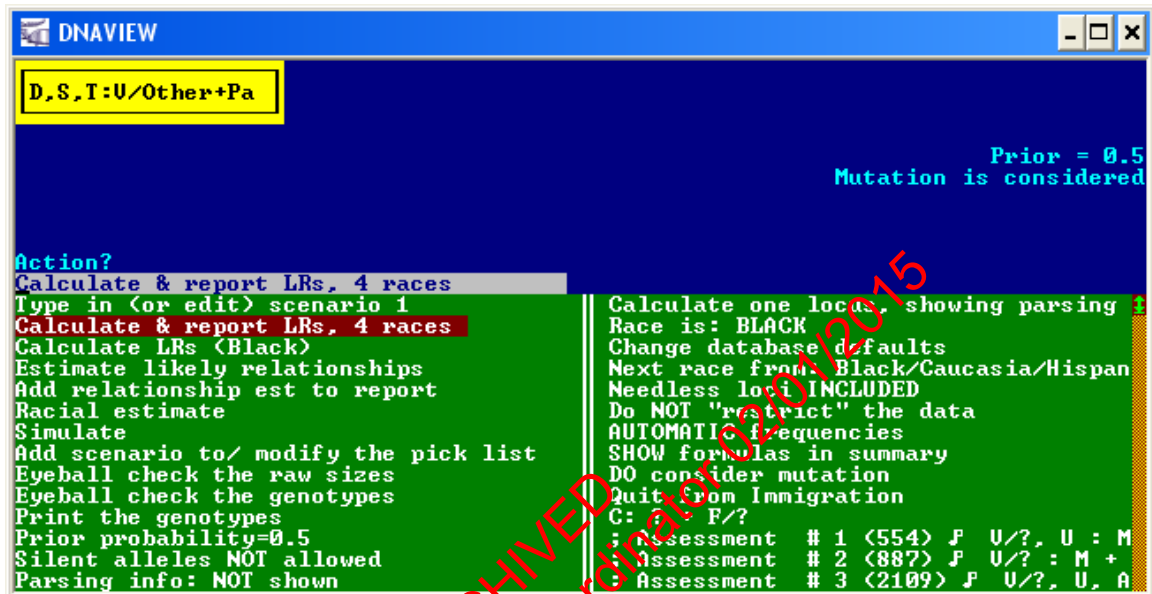 DNAVIEW
D,S,T:V/Other+Pa
Prior = 0.5
Mutation is considered
Action?
Calculate & report LRs, 4 races
Type in (or edit) scenario 1
Calculate & report LRs, 4 races
Calculate LRs (Black)
Estimate likely relationships
Add relationship est to report
Racial estimate
Simulate
Add scenario to/ modify the pick list
Eyeball check the raw sizes
Eyeball check the genotypes
Print the genotypes
Prior probability=0.5
Silent alleles NOT allowed
Parsing info: NOT shown
Calculate one locus, showing parsing
Race is: BLACK
Change database defaults
Next race from: Black/Caucasia/Hispan
Needless loci INCLUDED
Do NOT "restrict" the data
AUTOMATIC frequencies
SHOW formulas in summary
DO consider mutation
Quit from Immigration
C: F/?
; Assessment # 1 (554) V/?, U : M
; Assessment # 2 (887) V/? : M +
; Assessment # 3 (2109) V/?, U, A
ARCHIVED
02/01/2015